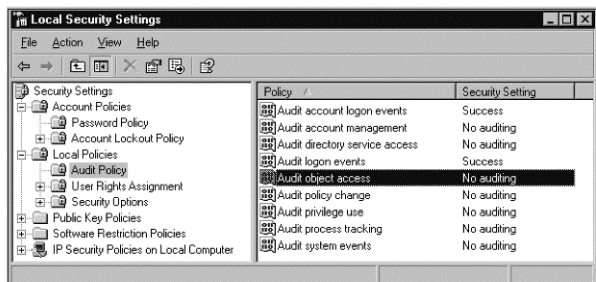 Local Security Settings
File Action View Help
Security Settings
Account Policies
Password Policy
Account Lockout Policy
Local Policies
Audit Policy
User Rights Assignment
Security Options
Public Key Policies
Software Restriction Policies
IP Security Policies on Local Computer
Policy Security Setting
Audit account logon events Success
Audit account management No auditing
Audit directory service access No auditing
Audit logon events Success
Audit object access No auditing
Audit policy change No auditing
Audit privilege use No auditing
Audit process tracking No auditing
Audit system events No auditing